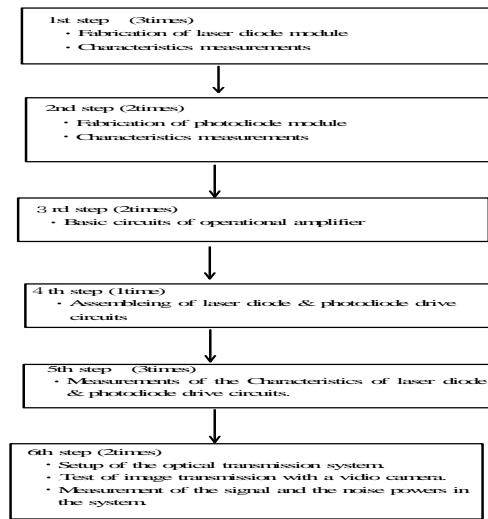 1st step (3times)
・Fabrication of laser diode module
・Characteristics measurements
2nd step (2times)
・Fabrication of photodiode module
・Characteristics measurements
3 rd step (2times)
・Basic circuits of operational amplifier
4 th step (1time)
・Assembleing of laser diode & photodiode drive
circuits
5th step (3times)
・Measurements of the Characteristics of laser diode
& photodiode drive circuits.
6th step (2times)
・Setup of the optical transmission system.
・Test of image transmission with a vidio camera.
・Measurement of the signal and the noise powers in
the system.